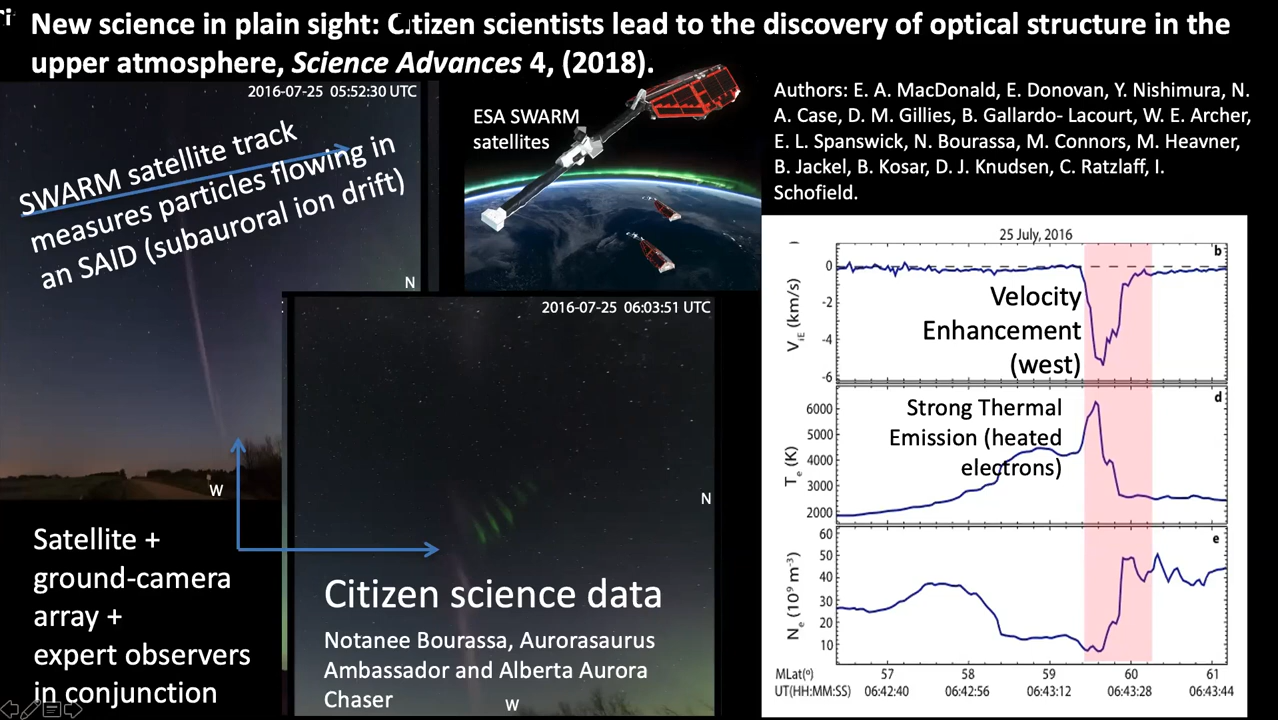 New science in plain sight: Citizen scientists lead to the discovery of optical structure in the
upper atmosphere, Science Advances 4, (2018).
2016-07-25 05:52:30 UTC
SWARM satellite track
measures particles flowing in
an SAID (subauroral ion drift)
N
W
ESA SWARM
satellites
Authors: E. A. MacDonald, E. Donovan, Y. Nishimura, N.
A. Case, D. M. Gillies, B. Gallardo- Lacourt, W. E. Archer,
E. L. Spanswick, N. Bourassa, M. Connors, M. Heavner,
B. Jackel, B. Kosar, D. J. Knudsen, C. Ratzlaff, I.
Schofield.
2016-07-25 06:03:51 UTC
N
Citizen science data
Notanee Bourassa, Aurorasaurus
Ambassador and Alberta Aurora
Chaser
W
Satellite +
ground-camera
array +
expert observers
in conjunction
25 July, 2016
b
0
-2
-4
-6
ViE (km/s)
Velocity
Enhancement
(west)
d
6000
5000
4000
3000
2000
Te (K)
Strong Thermal
Emission (heated
electrons)
e
60
50
40
30
20
10
Ne (10⁹ m⁻³)
MLat(º) 57 58 59 60 61
UT(HH:MM:SS) 06:42:40 06:42:56 06:43:12 06:43:28 06:43:44